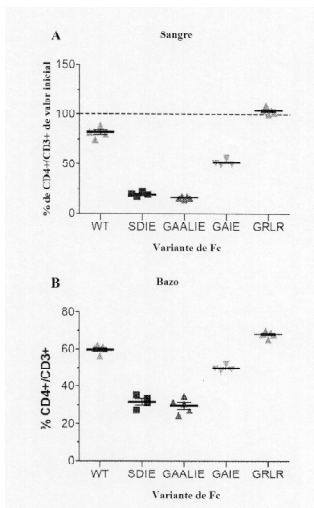 A
Sangre
% de CD4+/CD3+ de valor inicial
150
100
50
0
WT SDIE GAALIE GAIE GRLR
Variante de Fc
B
Bazo
% CD4+/CD3+
80
60
40
20
0
WT SDIE GAALIE GAIE GRLR
Variante de Fc